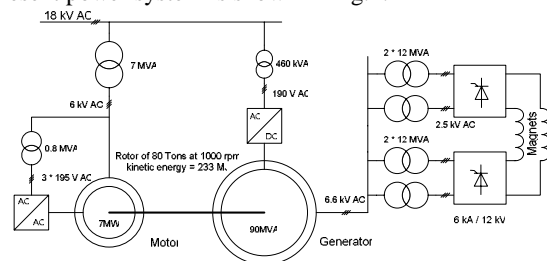 18 kV AC
7 MVA
460 kVA
2 * 12 MVA
6 kV AC
190 V AC
AC
DC
2.5 kV AC
Magnets
0.8 MVA
Rotor of 80 Tons at 1000 rpm
kinetic energy = 233 M
2 * 12 MVA
3 * 195 V AC
AC
AC
7MW
90MVA
6.6 kV AC
6 kA / 12 kV
Motor
Generator